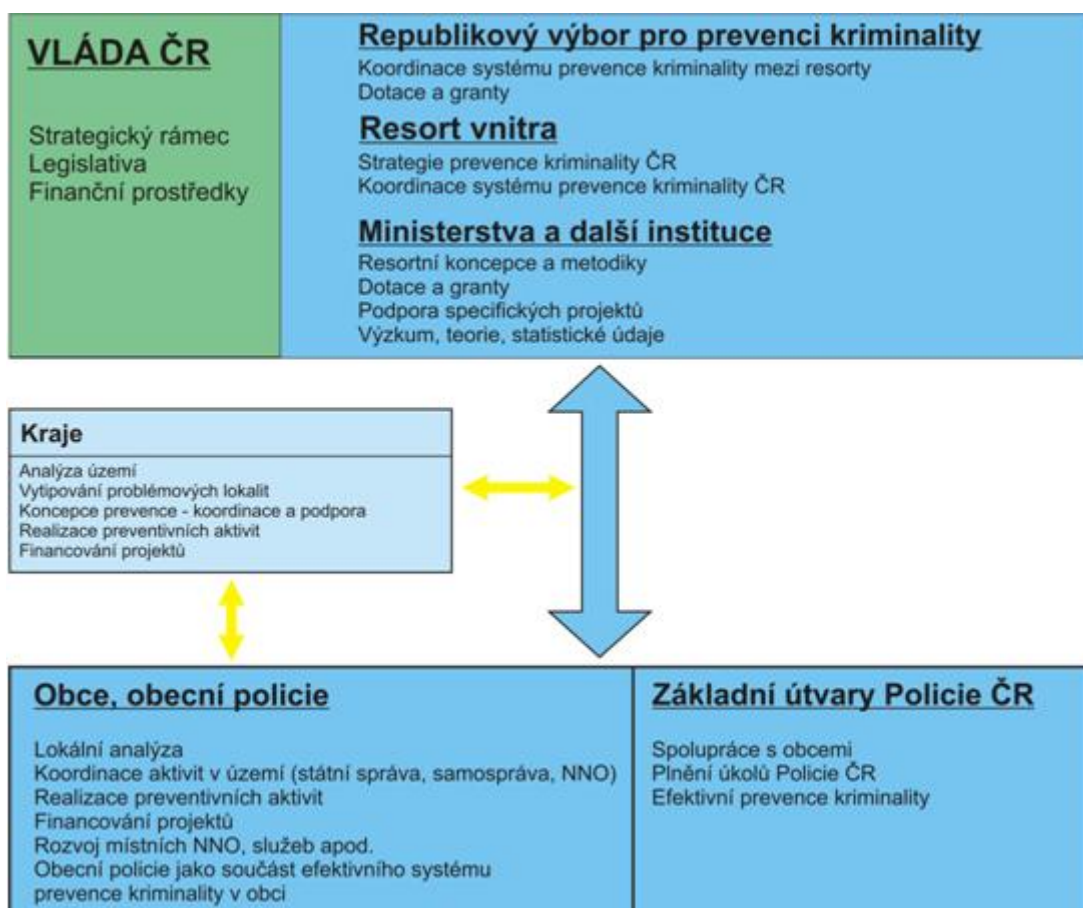 VLÁDA ČR
Strategický rámec
Legislativa
Finanční prostředky
Republikový výbor pro prevenci kriminality
Koordinace systému prevence kriminality mezi resorty
Dotace a granty
Resort vnitra
Strategie prevence kriminality ČR
Koordinace systému prevence kriminality ČR
Ministerstva a další instituce
Resortní koncepce a metodiky
Dotace a granty
Podpora specifických projektů
Výzkum, teorie, statistické údaje
Kraje
Analýza území
Vytipování problémových lokalit
Koncepce prevence - koordinace a podpora
Realizace preventivních aktivit
Financování projektů
Obce, obecní policie
Lokální analýza
Koordinace aktivit v území (státní správa, samospráva, NNO)
Realizace preventivních aktivit
Financování projektů
Rozvoj místních NNO, služeb apod.
Obecní policie jako součást efektivního systému
prevence kriminality v obci
Základní útvary Policie ČR
Spolupráce s obcemi
Plnění úkolů Policie ČR
Efektivní prevence kriminality